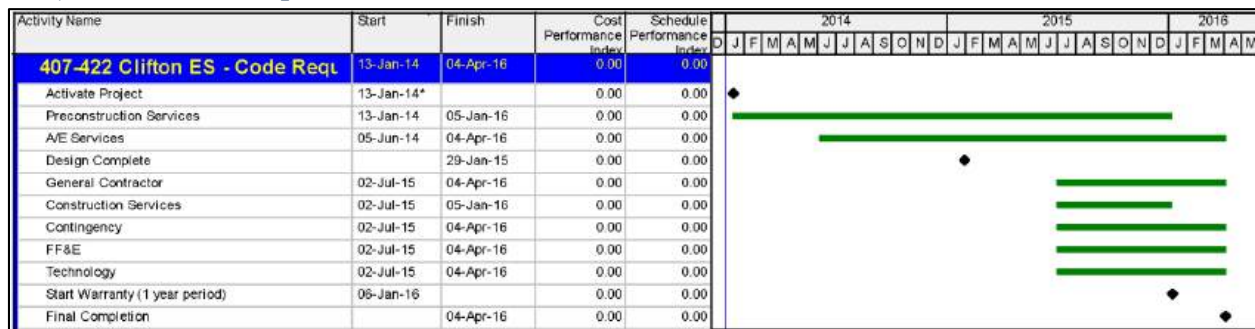 Activity Name Start Finish Cost Performance Index Schedule Performance Index 2014 2015 2016
D J F M A M J J A S O N D J F M A M J J A S O N D J F M A M
407-422 Clifton ES - Code Requ 13-Jan-14 04-Apr-16 0.00 0.00
Activate Project 13-Jan-14* 0.00 0.00
Preconstruction Services 13-Jan-14 05-Jan-16 0.00 0.00
A/E Services 05-Jun-14 04-Apr-16 0.00 0.00
Design Complete 29-Jan-15 0.00 0.00
General Contractor 02-Jul-15 04-Apr-16 0.00 0.00
Construction Services 02-Jul-15 05-Jan-16 0.00 0.00
Contingency 02-Jul-15 04-Apr-16 0.00 0.00
FF&E 02-Jul-15 04-Apr-16 0.00 0.00
Technology 02-Jul-15 04-Apr-16 0.00 0.00
Start Warranty (1 year period) 06-Jan-16 0.00 0.00
Final Completion 04-Apr-16 0.00 0.00